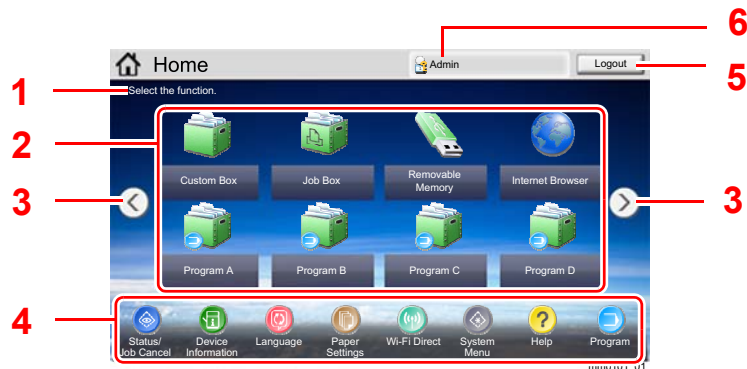 6
Home
Admin
Logout
5
1
Select the function.
2
Custom Box
Job Box
Removable
Memory
Internet Browser
3
3
Program A
Program B
Program C
Program D
4
Status/
Job Cancel
Device
Information
Language
Paper
Settings
Wi-Fi Direct
System
Menu
Help
Program